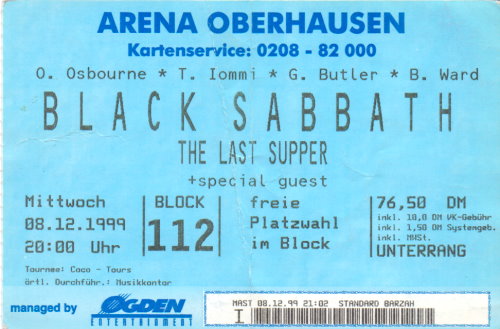 ARENA OBERHAUSEN
Kartenservice: 0208 - 82 000
O. Osbourne * T. Iommi * G. Butler * B. Ward
BLACK SABBATH
THE LAST SUPPER
+special guest
Mittwoch
08.12.1999
20:00 Uhr
BLOCK
112
freie
Platzwahl
im Block
76,50 DM
inkl. 10,0 DM VK-Gebühr
inkl. 1,50 DM Systemgeb.
inkl. MWSt.
UNTERRANG
Tournee: Coco - Tours
örtl. Durchführ.: Musikkontor
managed by OGDEN
ENTERTAINMENT
MAST 08.12.99 21:02 STANDARD BARZAH
I